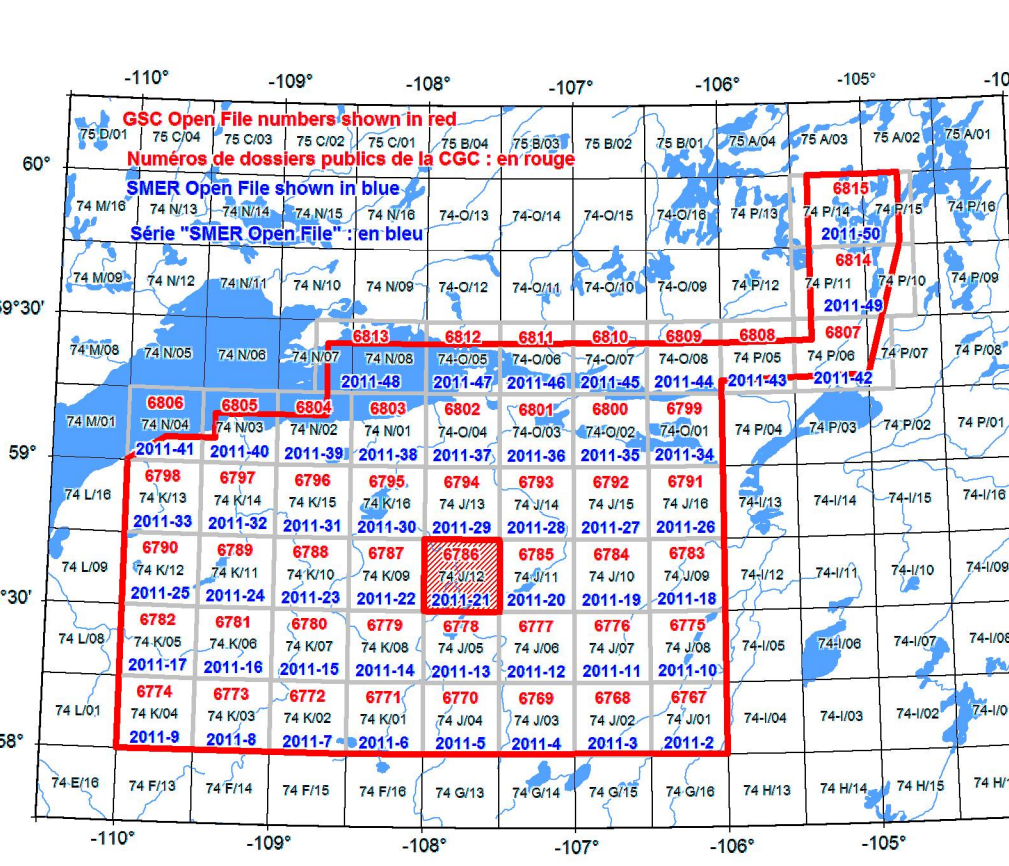 -110° -109° -108° -107° -106° -105° -10
GSC Open File numbers shown in red
75 D/01 75 C/04 75 C/03 75 C/02 75 C/01 75 B/04 75 B/03 75 B/02 75 B/01 75 A/04 75 A/03 75 A/02 75 A/01
60°
Numéros de dossiers publics de la CGC : en rouge
SMER Open File shown in blue
6815
74 M/16 74 N/13 74 N/14 74 N/15 74 N/16 74-O/13 74-O/14 74-O/15 74-O/16 74 P/13 74 P/14 74 P/15 74 P/16
Série "SMER Open File" : en bleu
2011-50
6814
74 M/09 74 N/12 74 N/11 74 N/10 74 N/09 74-O/12 74-O/11 74-O/10 74-O/09 74 P/12 74 P/11 74 P/10 74 P/09
59°30'
2011-49
6813 6812 6811 6810 6809 6808 6807
74 M/08 74 N/05 74 N/06 74 N/07 74 N/08 74-O/05 74-O/06 74-O/07 74-O/08 74 P/05 74 P/06 74 P/07 74 P/08
2011-48 2011-47 2011-46 2011-45 2011-44 2011-43 2011-42
6806 6805 6804 6803 6802 6801 6800 6799
74 M/01 74 N/04 74 N/03 74 N/02 74 N/01 74-O/04 74-O/03 74-O/02 74-O/01 74 P/04 74 P/03 74 P/02 74 P/01
59°
2011-41 2011-40 2011-39 2011-38 2011-37 2011-36 2011-35 2011-34
6798 6797 6796 6795 6794 6793 6792 6791
74 L/16 74 K/13 74 K/14 74 K/15 74 K/16 74 J/13 74 J/14 74 J/15 74 J/16 74-I/13 74-I/14 74-I/15 74-I/16
2011-33 2011-32 2011-31 2011-30 2011-29 2011-28 2011-27 2011-26
6790 6789 6788 6787 6786 6785 6784 6783
74 L/09 74 K/12 74 K/11 74 K/10 74 K/09 74 J/12 74 J/11 74 J/10 74 J/09 74-I/12 74-I/11 74-I/10 74-I/09
°30'
2011-25 2011-24 2011-23 2011-22 2011-21 2011-20 2011-19 2011-18
6782 6781 6780 6779 6778 6777 6776 6775
74 L/08 74 K/05 74 K/06 74 K/07 74 K/08 74 J/05 74 J/06 74 J/07 74 J/08 74-I/05 74-I/06 74-I/07 74-I/08
2011-17 2011-16 2011-15 2011-14 2011-13 2011-12 2011-11 2011-10
6774 6773 6772 6771 6770 6769 6768 6767
74 L/01 74 K/04 74 K/03 74 K/02 74 K/01 74 J/04 74 J/03 74 J/02 74 J/01 74-I/04 74-I/03 74-I/02 74-I/0
58°
2011-9 2011-8 2011-7 2011-6 2011-5 2011-4 2011-3 2011-2
74 E/16 74 F/13 74 F/14 74 F/15 74 F/16 74 G/13 74 G/14 74 G/15 74 G/16 74 H/13 74 H/14 74 H/15 74 H/
-110° -109° -108° -107° -106° -105°